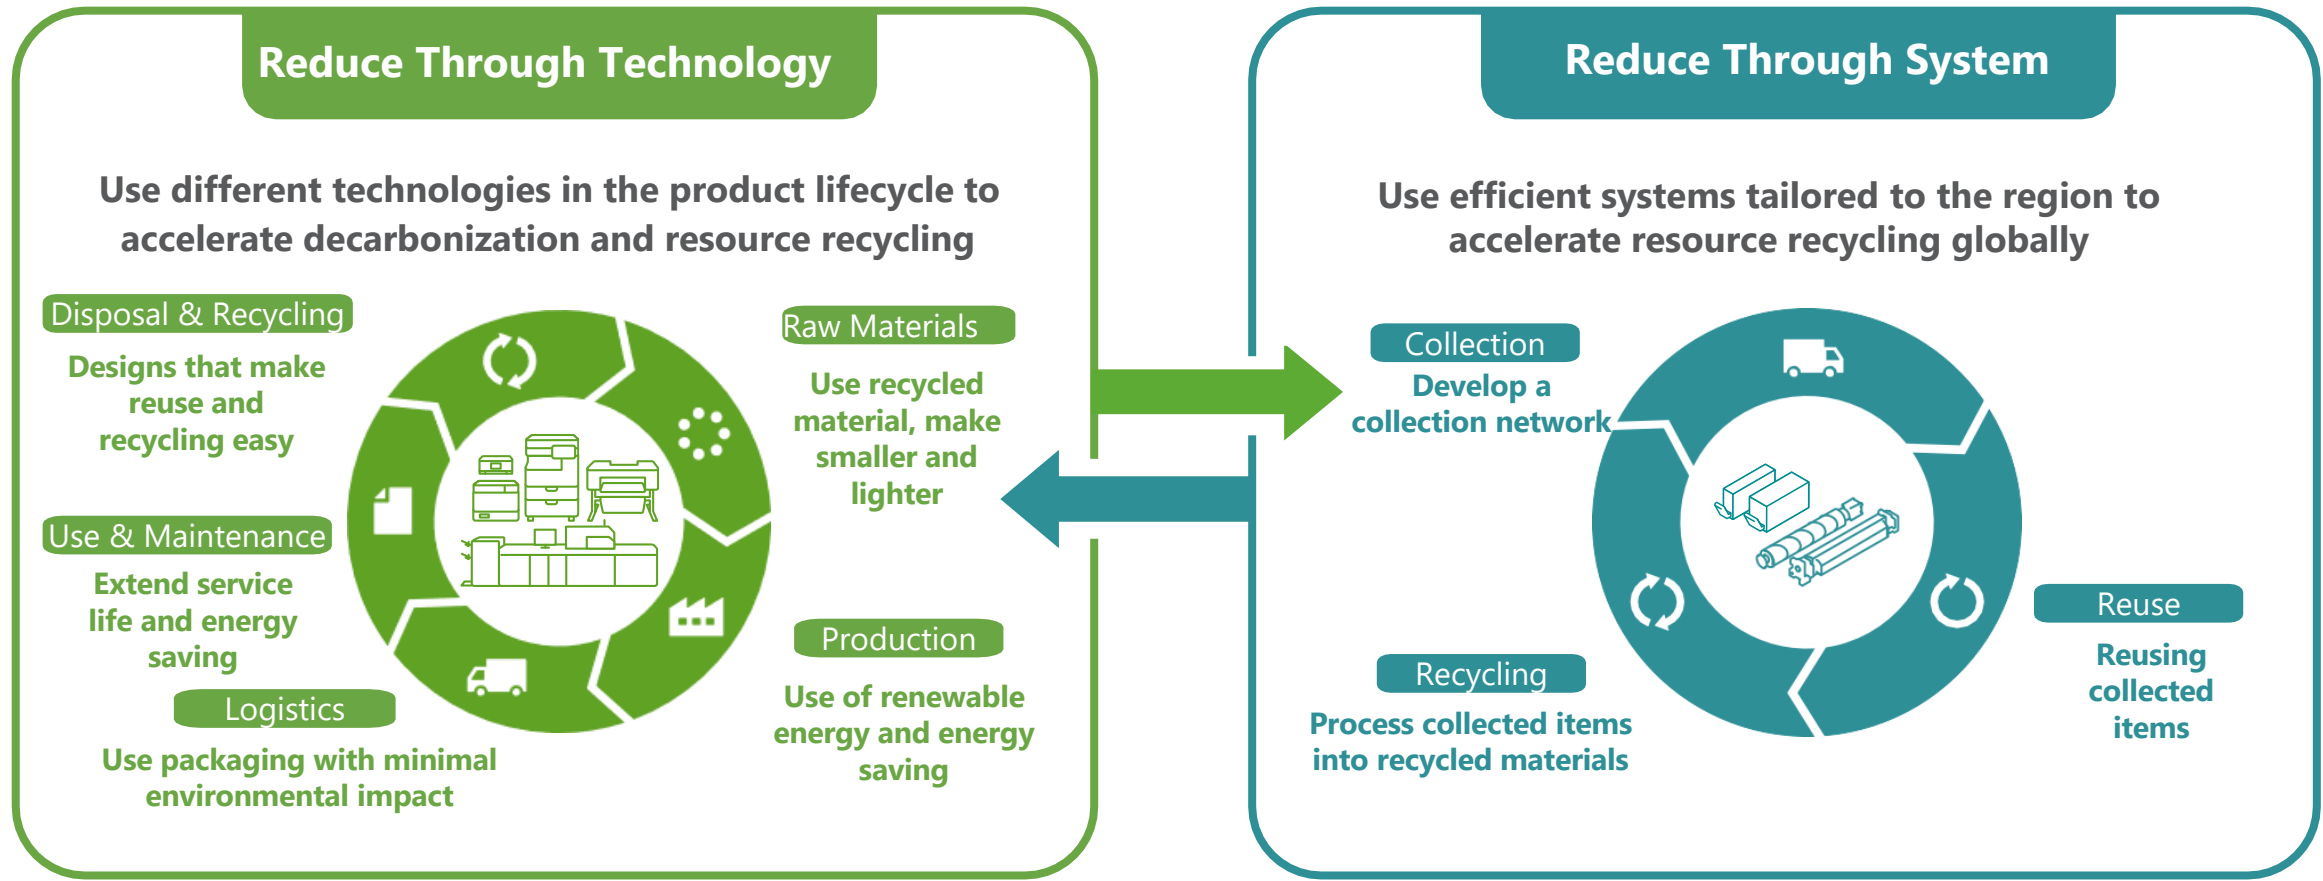 Reduce Through Technology
Use different technologies in the product lifecycle to
accelerate decarbonization and resource recycling
Disposal & Recycling
Designs that make
reuse and
recycling easy
Use & Maintenance
Extend service
life and energy
saving
Logistics
Use packaging with minimal
environmental impact
Raw Materials
Use recycled
material, make
smaller and
lighter
Production
Use of renewable
energy and energy
saving
Reduce Through System
Use efficient systems tailored to the region to
accelerate resource recycling globally
Collection
Develop a
collection network
Recycling
Process collected items
into recycled materials
Reuse
Reusing
collected
items